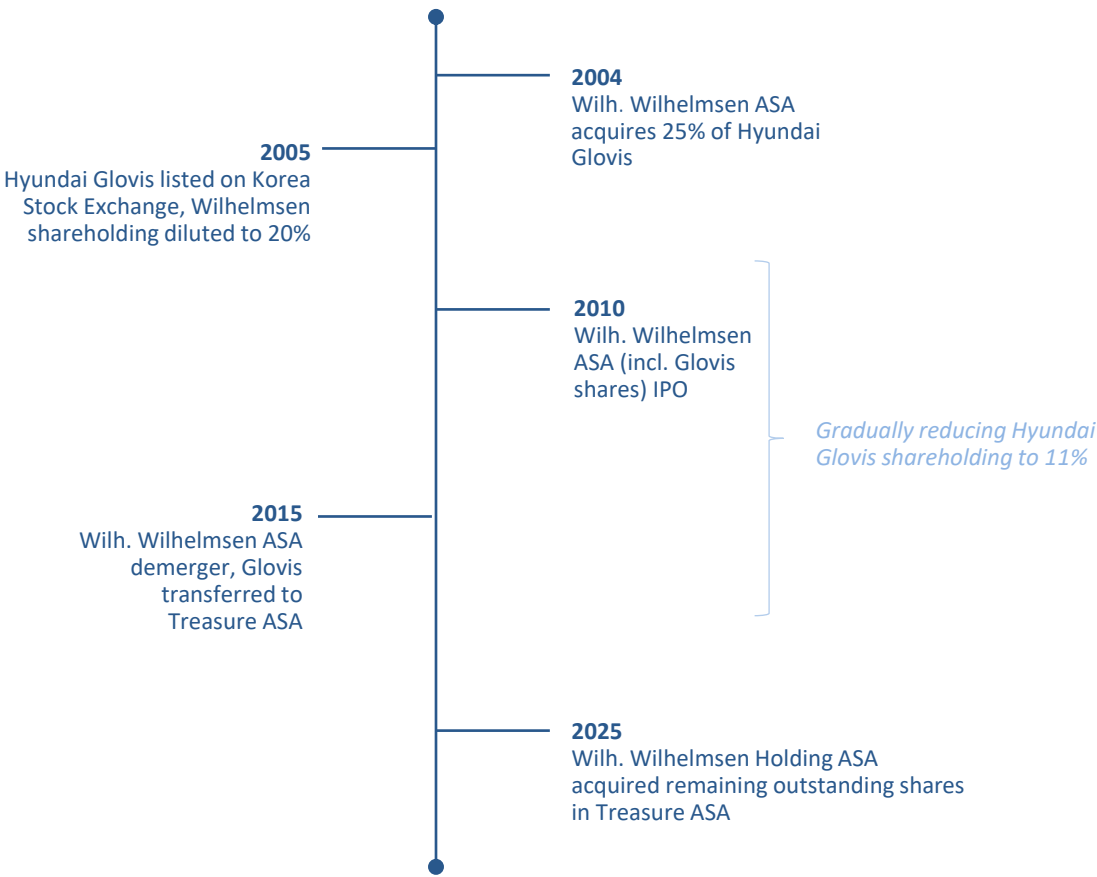 2004
Wilh. Wilhelmsen ASA
acquires 25% of Hyundai
Glovis
2005
Hyundai Glovis listed on Korea
Stock Exchange, Wilhelmsen
shareholding diluted to 20%
2010
Wilh. Wilhelmsen
ASA (incl. Glovis
shares) IPO
Gradually reducing Hyundai
Glovis shareholding to 11%
2015
Wilh. Wilhelmsen ASA
demerger, Glovis
transferred to
Treasure ASA
2025
Wilh. Wilhelmsen Holding ASA
acquired remaining outstanding shares
in Treasure ASA